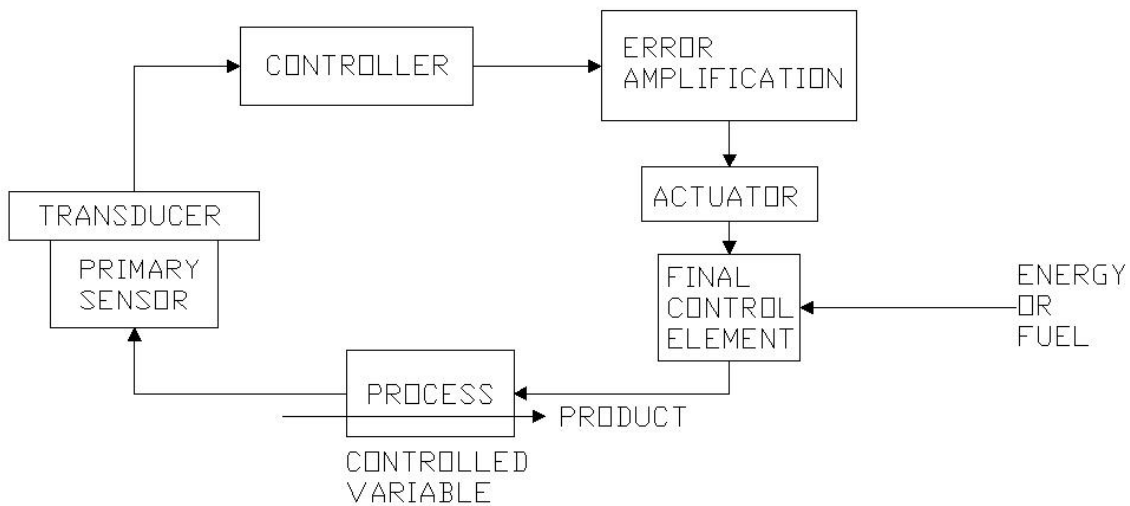 CONTROLLER
ERROR
AMPLIFICATION
ACTUATOR
TRANSDUCER
PRIMARY
SENSOR
FINAL
CONTROL
ELEMENT
ENERGY
OR
FUEL
PROCESS
PRODUCT
CONTROLLED
VARIABLE